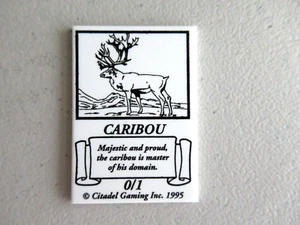 CARIBOU
Majestic and proud,
the caribou is master
of his domain.
0/1
© Citadel Gaming Inc. 1995